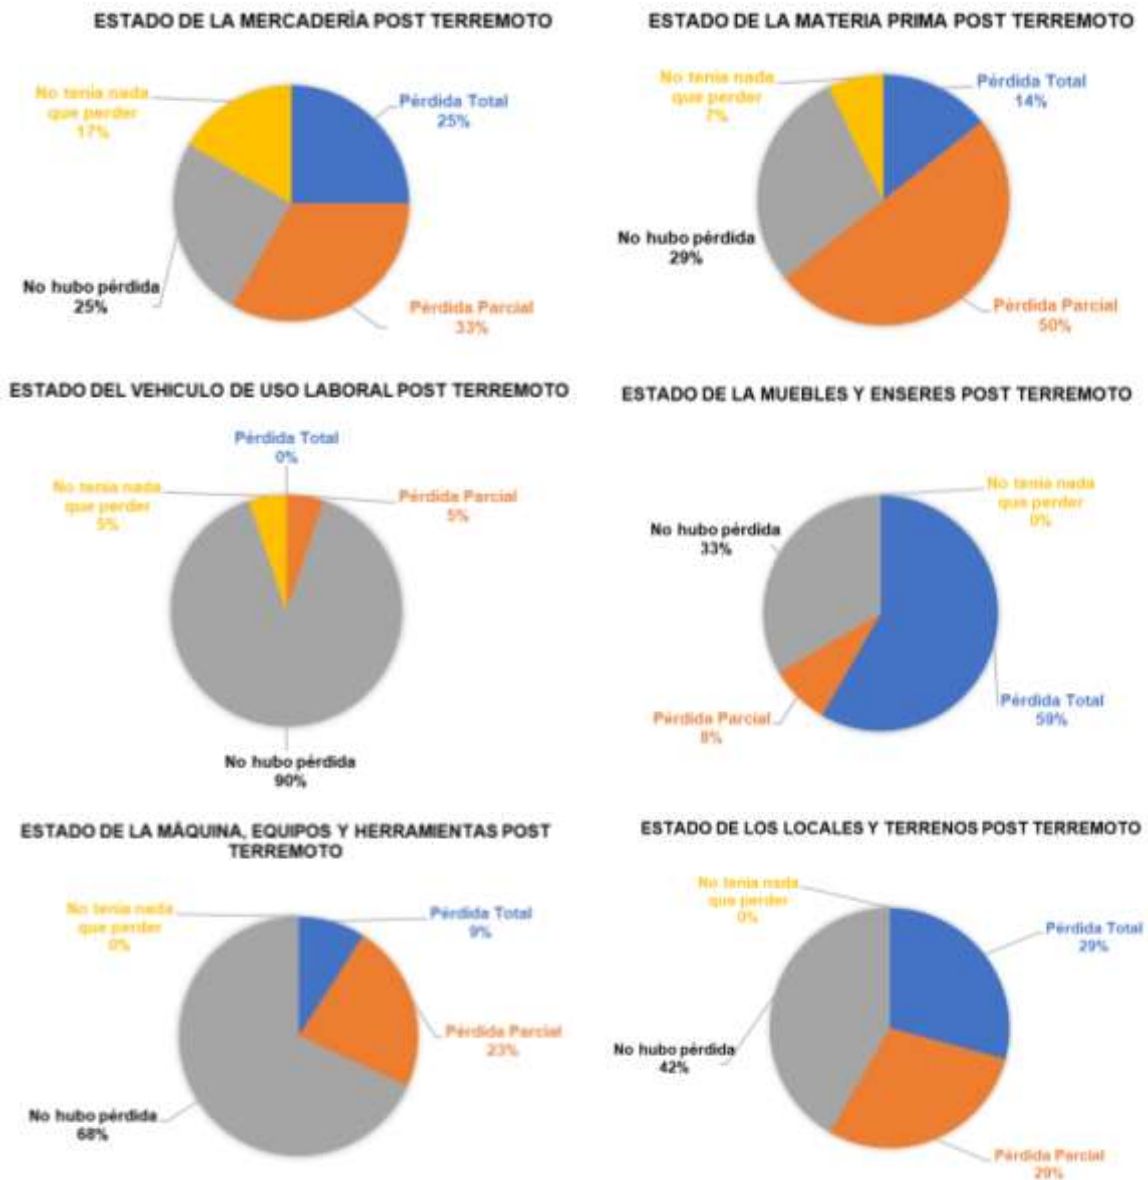 ESTADO DE LA MERCADERÍA POST TERREMOTO
No tenía nada
que perder
17%
Pérdida Total
25%
No hubo pérdida
25%
Pérdida Parcial
33%
ESTADO DE LA MATERIA PRIMA POST TERREMOTO
No tenía nada
que perder
7%
Pérdida Total
14%
No hubo pérdida
29%
Pérdida Parcial
50%
ESTADO DEL VEHICULO DE USO LABORAL POST TERREMOTO
Pérdida Total
0%
No tenía nada
que perder
5%
Pérdida Parcial
5%
No hubo pérdida
90%
ESTADO DE LA MUEBLES Y ENSERES POST TERREMOTO
No tenía nada
que perder
0%
No hubo pérdida
33%
Pérdida Total
59%
Pérdida Parcial
8%
ESTADO DE LA MÁQUINA, EQUIPOS Y HERRAMIENTAS POST
TERREMOTO
No tenía nada
que perder
0%
Pérdida Total
9%
Pérdida Parcial
23%
No hubo pérdida
68%
ESTADO DE LOS LOCALES Y TERRENOS POST TERREMOTO
No tenía nada
que perder
0%
Pérdida Total
29%
No hubo pérdida
42%
Pérdida Parcial
29%